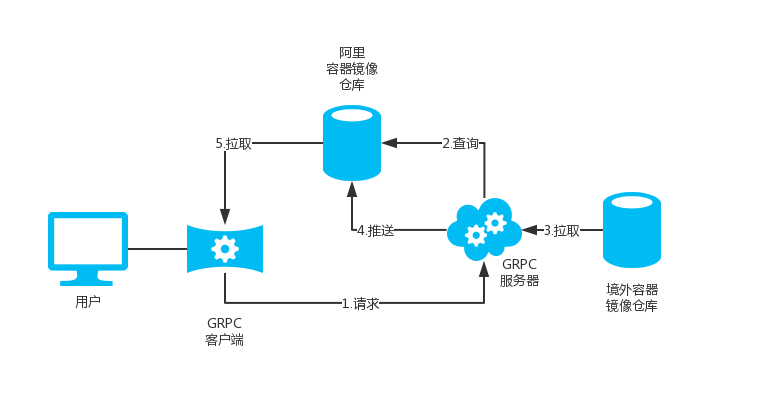 阿里
容器镜像
仓库
5.拉取
2.查询
4.推送
3.拉取
GRPC
服务器
用户
境外容器
镜像仓库
1.请求
GRPC
客户端